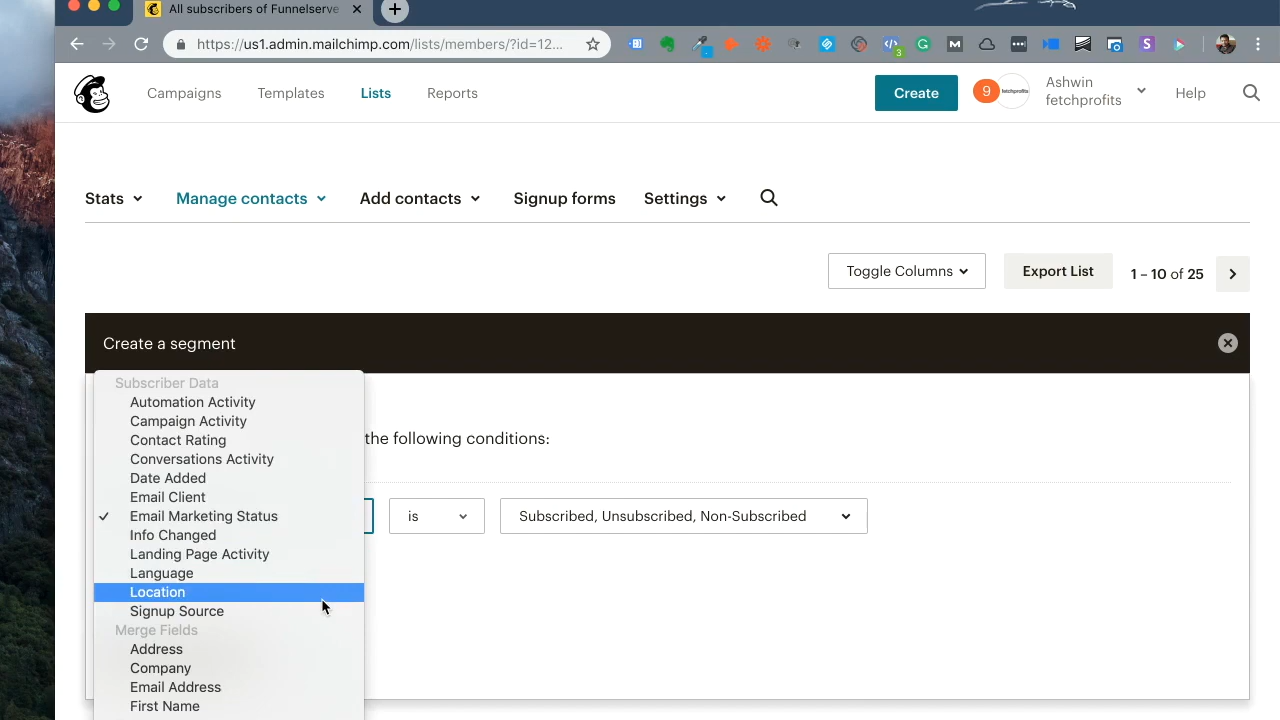 All subscribers of Funnelserve
https://us1.admin.mailchimp.com/lists/members/?id=12...
3
Campaigns
Templates
Lists
Reports
Create
9
fetchprofits
Ashwin
fetchprofits
Help
Stats
Manage contacts
Add contacts
Signup forms
Settings
Toggle Columns
Export List
1 – 10 of 25
Create a segment
the following conditions:
is
Subscribed, Unsubscribed, Non-Subscribed
Subscriber Data
Automation Activity
Campaign Activity
Contact Rating
Conversations Activity
Date Added
Email Client
Email Marketing Status
Info Changed
Landing Page Activity
Language
Location
Signup Source
Merge Fields
Address
Company
Email Address
First Name